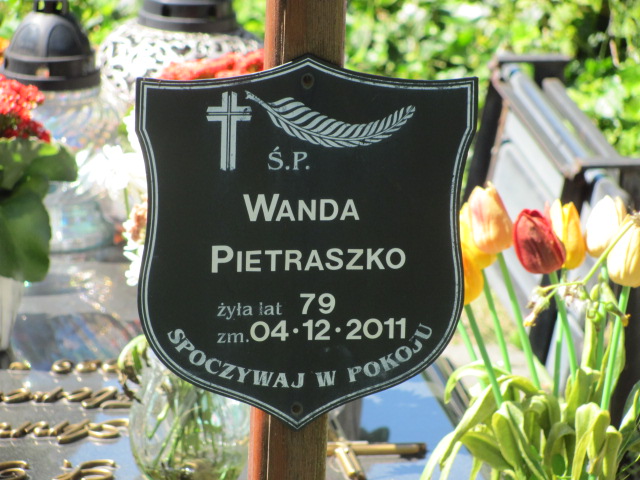 Ś.P.
WANDA
PIETRASZKO
żyła lat 79
zm. 04·12·2011
SPOCZYWAJ W POKOJU